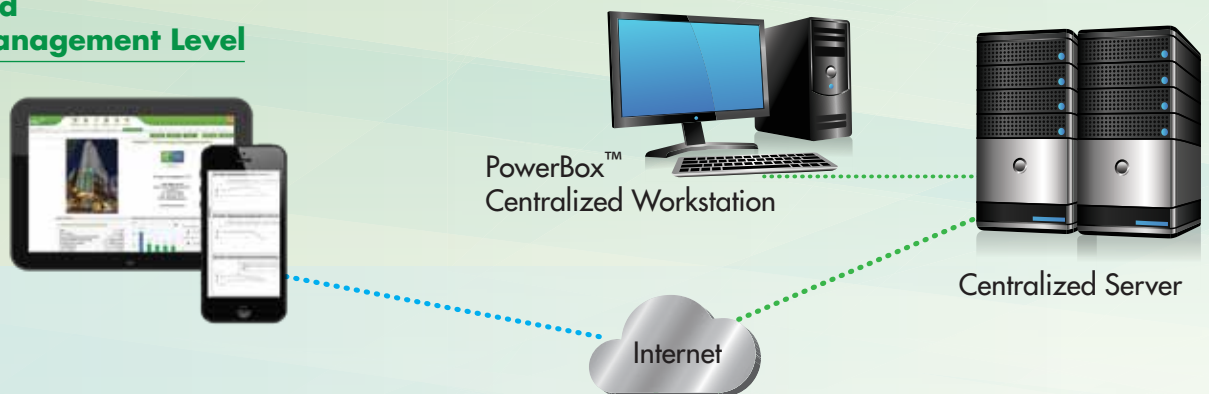 d
anagement Level
PowerBox™
Centralized Workstation
Centralized Server
Internet